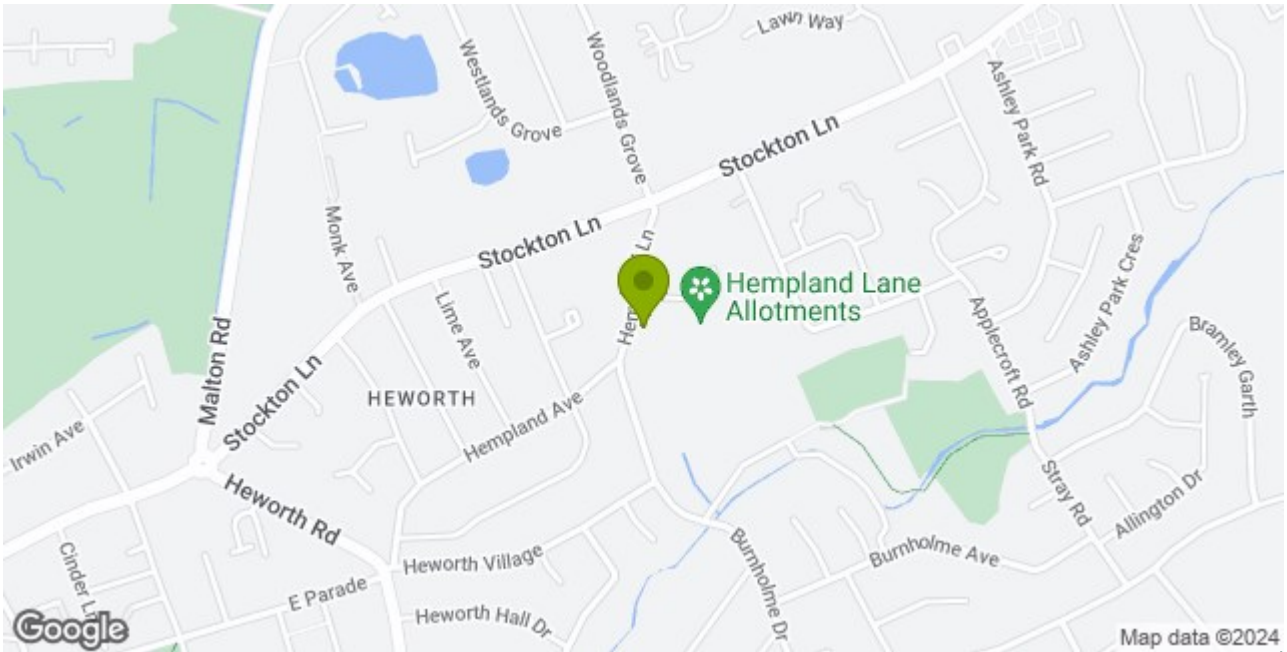 Lawn Way
Westlands Grove
Woodlands Grove
Ashley Park Rd
Stockton Ln
Monk Ave
Stockton Ln
Ashley Park Cres
Hempland Lane
Allotments
Lime Ave
Applecroft Rd
Bramley Garth
Malton Rd
Stockton Ln
HEWORTH
Hempland Ave
Irwin Ave
Heworth Rd
Stray Rd
Allington Dr
Cinder
Heworth Village
Burnholme Dr
Burnholme Ave
E Parade
Heworth Hall Dr
Google
Map data ©2024